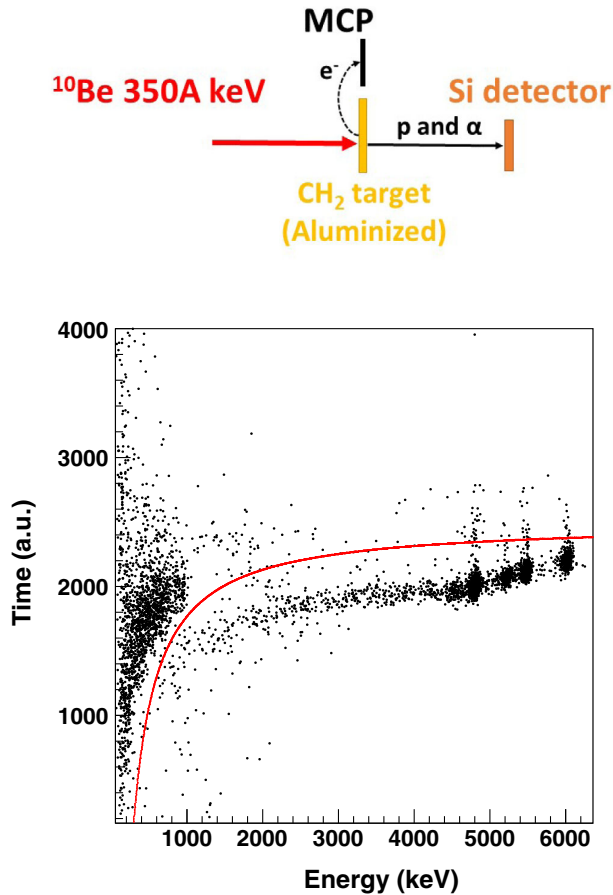 MCP
e⁻
¹⁰Be 350A keV
Si detector
p and α
CH₂ target
(Aluminized)
4000
3000
2000
1000
Time (a.u.)
1000 2000 3000 4000 5000 6000
Energy (keV)